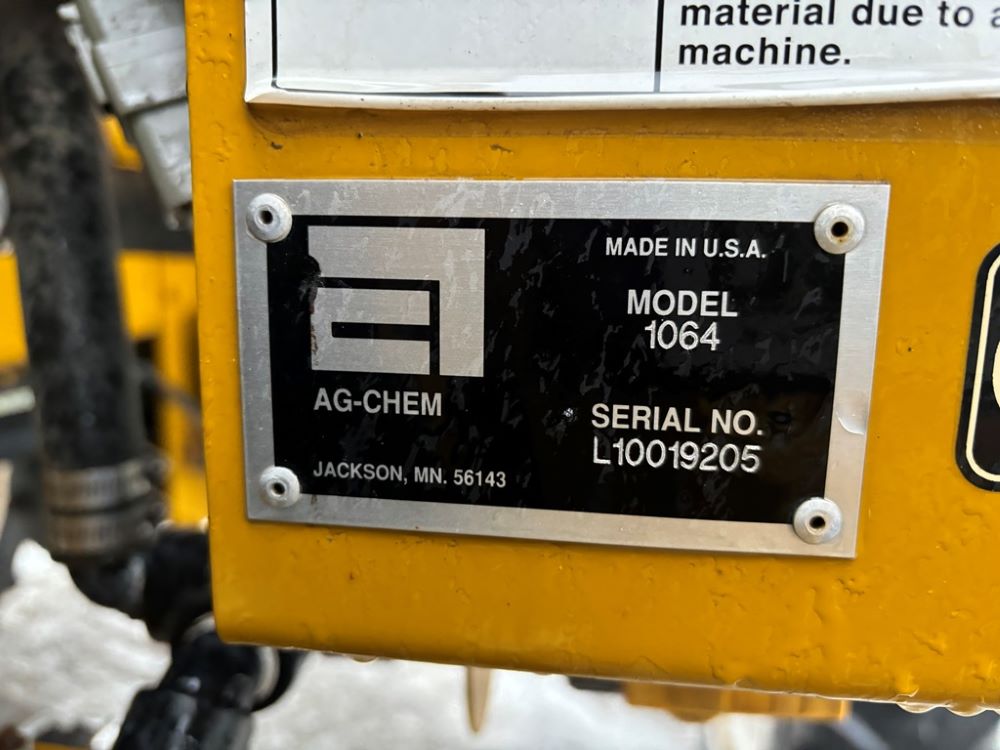 material due to
machine.
MADE IN U.S.A.
MODEL
1064
AG-CHEM
SERIAL NO.
L10019205
JACKSON, MN. 56143